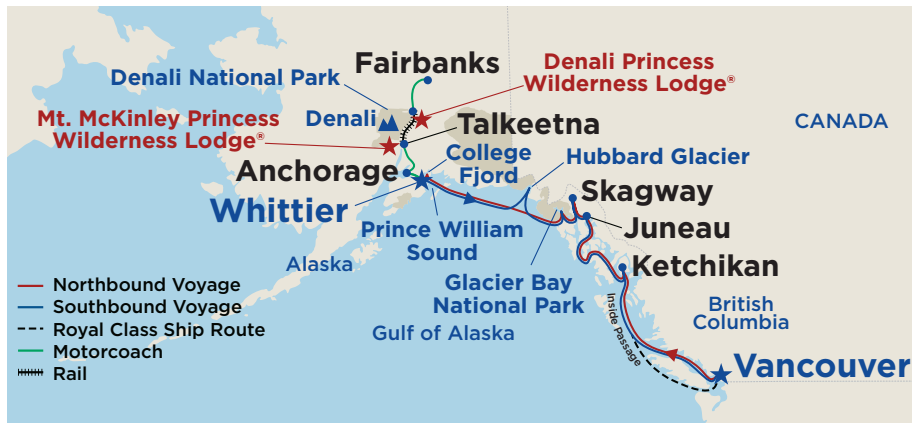 Fairbanks
Denali Princess
Wilderness Lodge®
Denali National Park
Denali
Mt. McKinley Princess
Wilderness Lodge®
Talkeetna
CANADA
College
Fjord
Hubbard Glacier
Anchorage
Whittier
Skagway
Prince William
Sound
Juneau
Alaska
Glacier Bay
National Park
Ketchikan
Northbound Voyage
Southbound Voyage
Royal Class Ship Route
Motorcoach
Rail
Gulf of Alaska
Inside Passage
British
Columbia
Vancouver